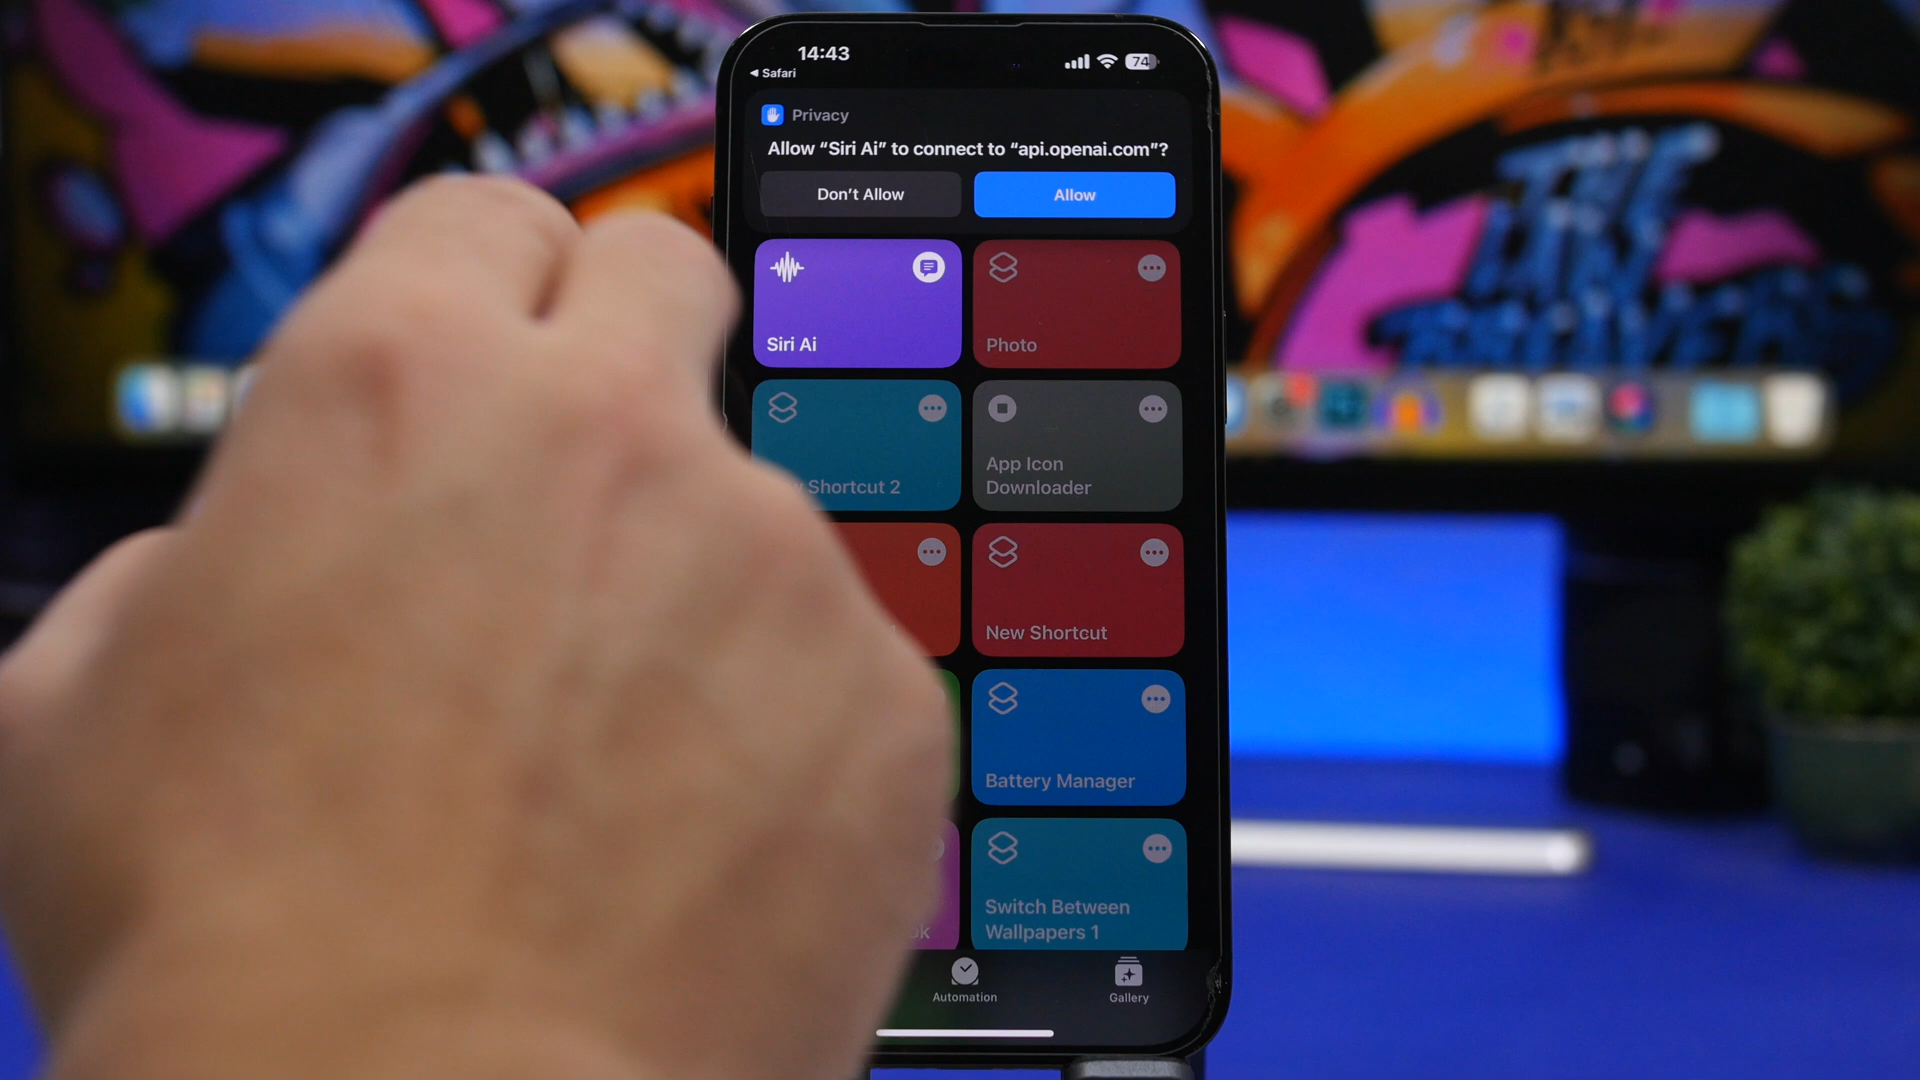 14:43
74
Safari
Privacy
Allow “Siri Ai” to connect to “api.openai.com”?
Don’t Allow
Allow
Siri Ai
Photo
Shortcut 2
App Icon
Downloader
New Shortcut
Battery Manager
Switch Between
Wallpapers 1
Automation
Gallery